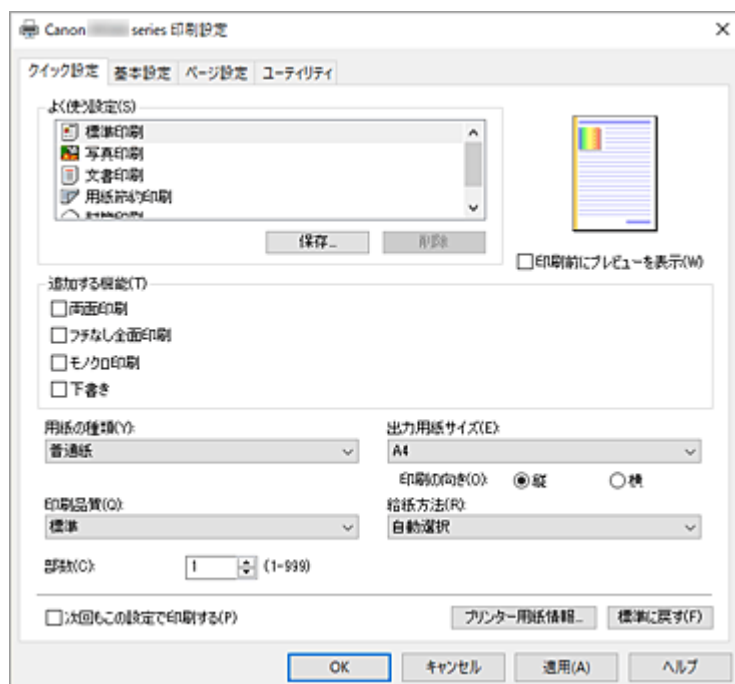 Canon series 印刷設定
クイック設定 基本設定 ページ設定 ユーティリティ
よく使う設定(S)
標準印刷
写真印刷
文書印刷
用紙節約印刷
保存...
削除
印刷前にプレビューを表示(W)
追加する機能(T)
両面印刷
フチなし全面印刷
モノクロ印刷
下書き
用紙の種類(Y):
普通紙
出力用紙サイズ(E):
A4
印刷の向き(O): 縦 横
印刷品質(Q):
標準
給紙方法(R):
自動選択
部数(C): 1 (1-999)
次回もこの設定で印刷する(P)
プリンター用紙情報... 標準に戻す(F)
OK キャンセル 適用(A) ヘルプ